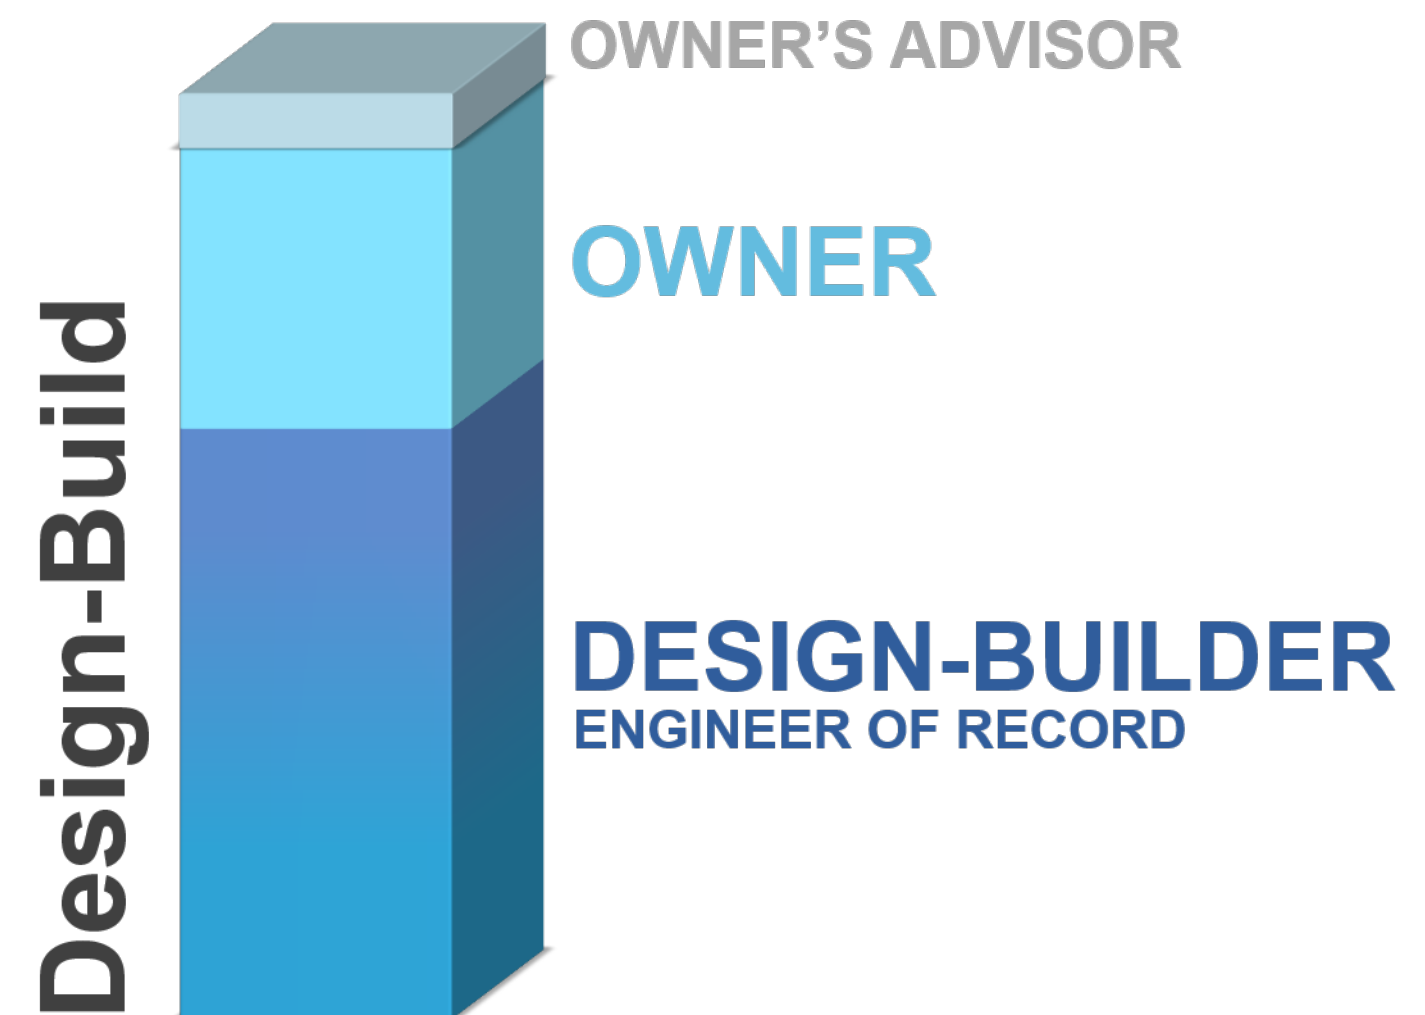 Design-Build
OWNER’S ADVISOR
OWNER
DESIGN-BUILDER
ENGINEER OF RECORD